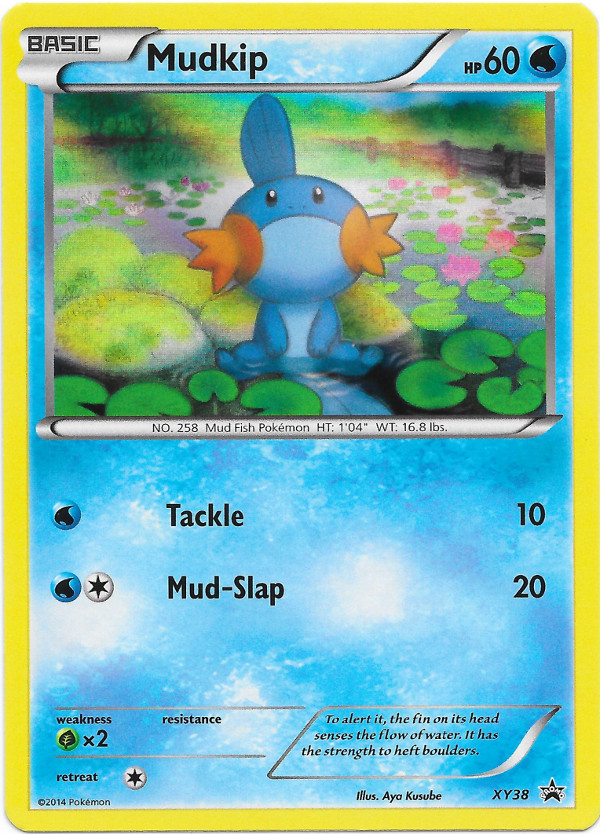 BASIC Mudkip HP60
NO. 258 Mud Fish Pokémon HT: 1'04" WT: 16.8 lbs.
Tackle 10
Mud-Slap 20
weakness resistance
×2
retreat
To alert it, the fin on its head
senses the flow of water. It has
the strength to heft boulders.
©2014 Pokémon Illus. Aya Kusube XY38 PROMO